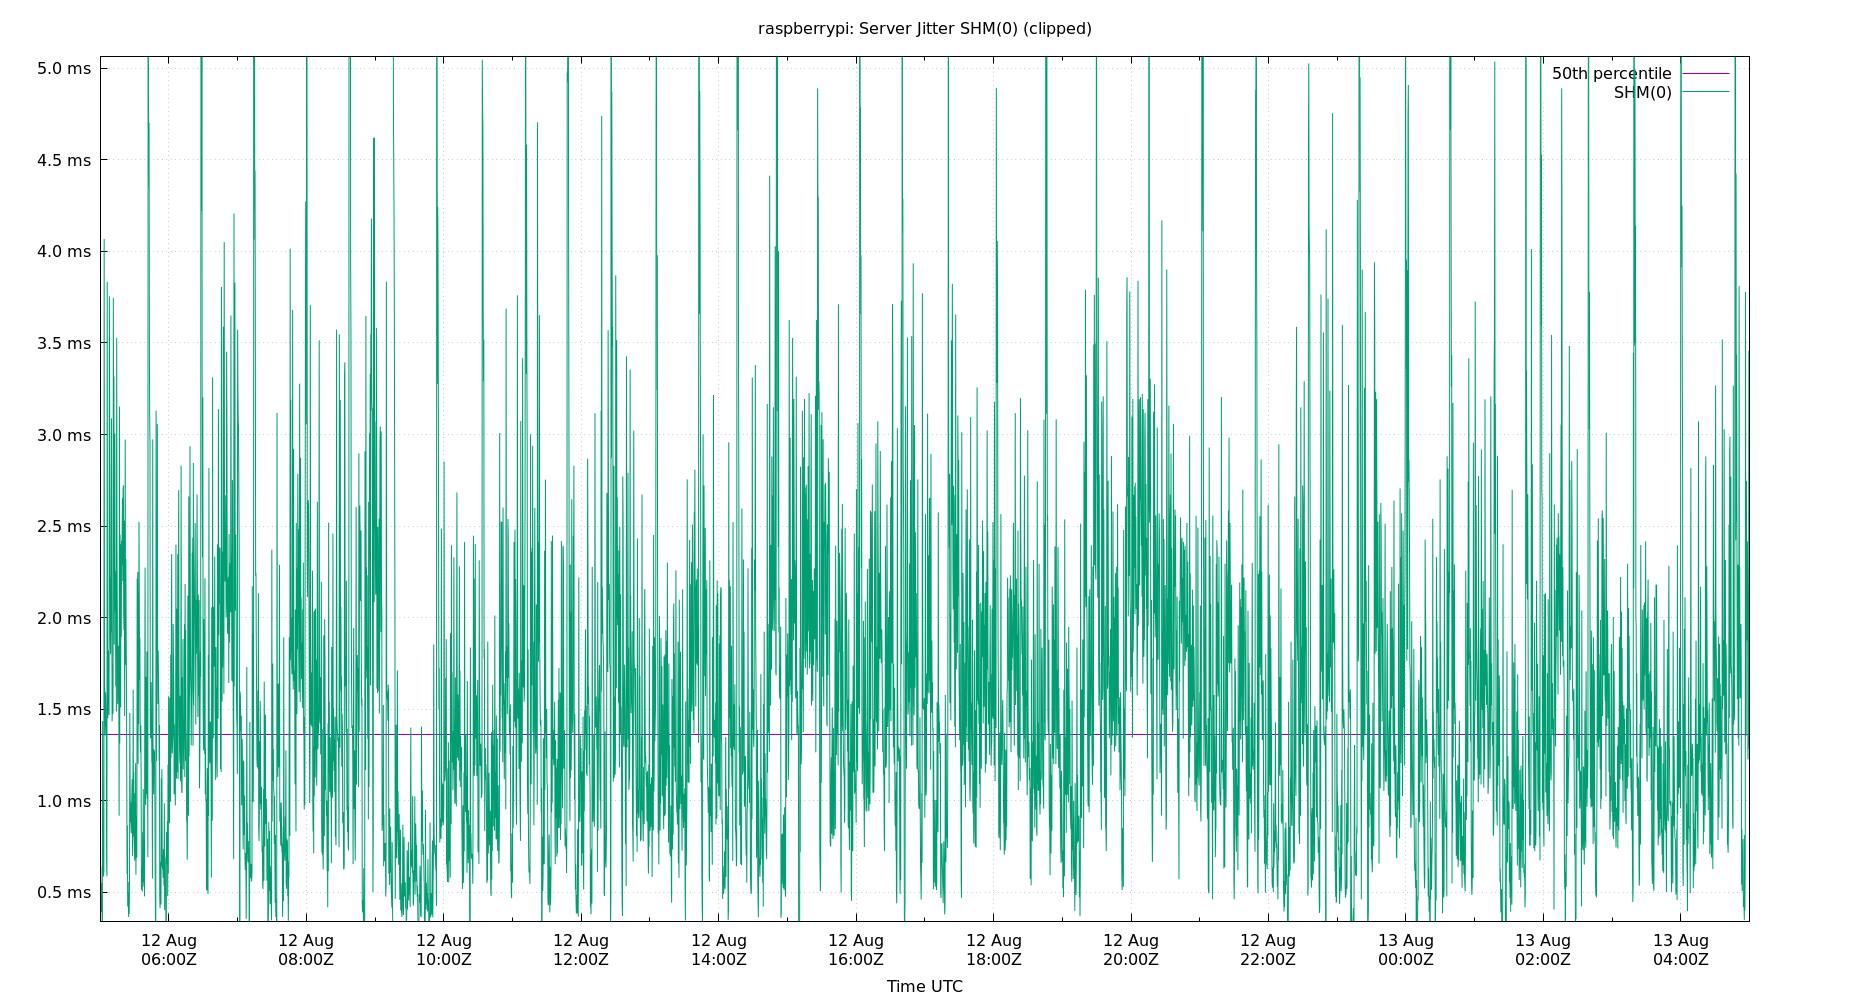 raspberrypi: Server Jitter SHM(0) (clipped)
5.0 ms
50th percentile
SHM(0)
4.5 ms
4.0 ms
3.5 ms
3.0 ms
2.5 ms
2.0 ms
1.5 ms
1.0 ms
0.5 ms
12 Aug 12 Aug 12 Aug 12 Aug 12 Aug 12 Aug 12 Aug 12 Aug 12 Aug 13 Aug 13 Aug 13 Aug
06:00Z 08:00Z 10:00Z 12:00Z 14:00Z 16:00Z 18:00Z 20:00Z 22:00Z 00:00Z 02:00Z 04:00Z
Time UTC